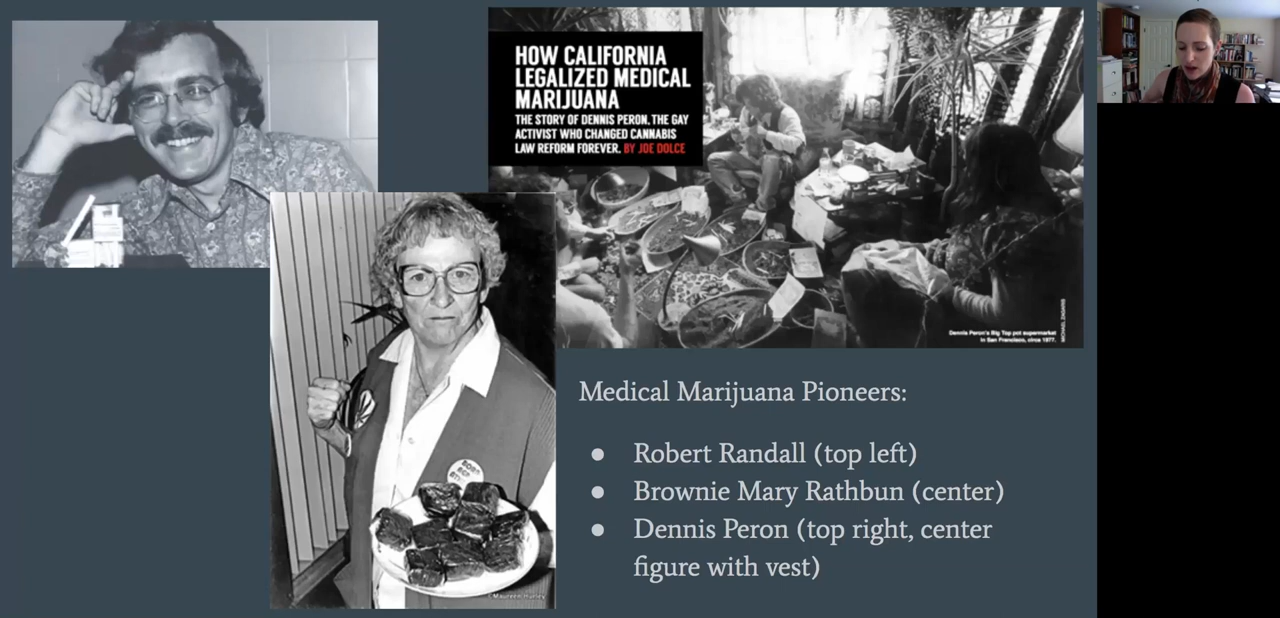 HOW CALIFORNIA
LEGALIZED MEDICAL
MARIJUANA
THE STORY OF DENNIS PERON, THE GAY
ACTIVIST WHO CHANGED CANNABIS
LAW REFORM FOREVER. BY JOE DOLCE
Dennis Peron's Big Top pot supermarket
in San Francisco, circa 1977.
©Maureen Hurley
Medical Marijuana Pioneers:
● Robert Randall (top left)
● Brownie Mary Rathbun (center)
● Dennis Peron (top right, center
figure with vest)